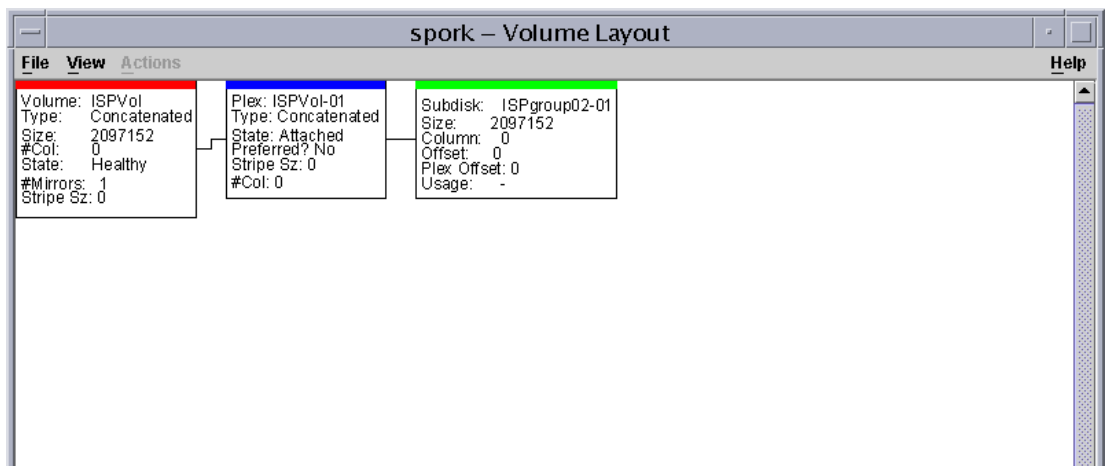 spork – Volume Layout
File View Actions Help
Volume: ISPVol
Type: Concatenated
Size: 2097152
#Col: 0
State: Healthy
#Mirrors: 1
Stripe Sz: 0
Plex: ISPVol-01
Type: Concatenated
State: Attached
Preferred? No
Stripe Sz: 0
#Col: 0
Subdisk: ISPgroup02-01
Size: 2097152
Column: 0
Offset: 0
Plex Offset: 0
Usage: -